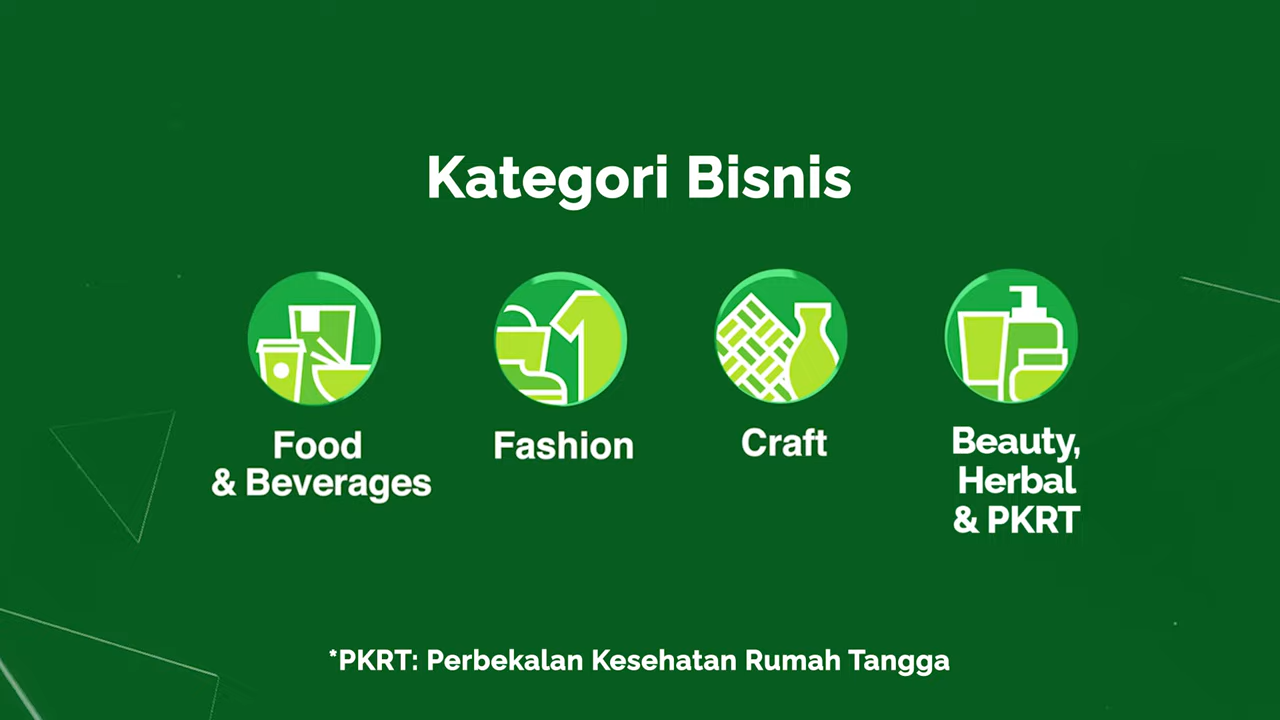 Kategori Bisnis
Food
& Beverages
Fashion
Craft
Beauty,
Herbal
& PKRT
*PKRT: Perbekalan Kesehatan Rumah Tangga